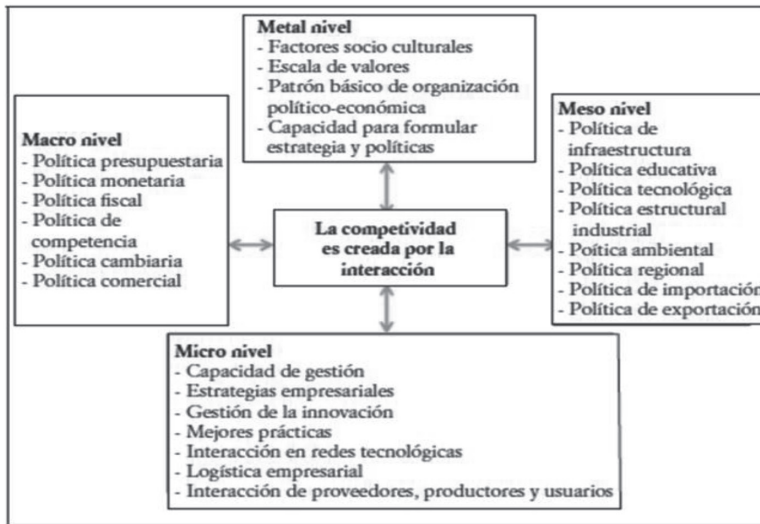 Metal nivel
- Factores socio culturales
- Escala de valores
- Patrón básico de organización
político-económica
- Capacidad para formular
estrategia y políticas
Macro nivel
- Política presupuestaria
- Política monetaria
- Política fiscal
- Política de
competencia
- Política cambiaria
- Política comercial
La competividad
es creada por la
interacción
Meso nivel
- Política de
infraestructura
- Política educativa
- Política tecnológica
- Política estructural
industrial
- Poítica ambiental
- Política regional
- Política de importación
- Política de exportación
Micro nivel
- Capacidad de gestión
- Estrategias empresariales
- Gestión de la innovación
- Mejores prácticas
- Interacción en redes tecnológicas
- Logística empresarial
- Interacción de proveedores, productores y usuarios